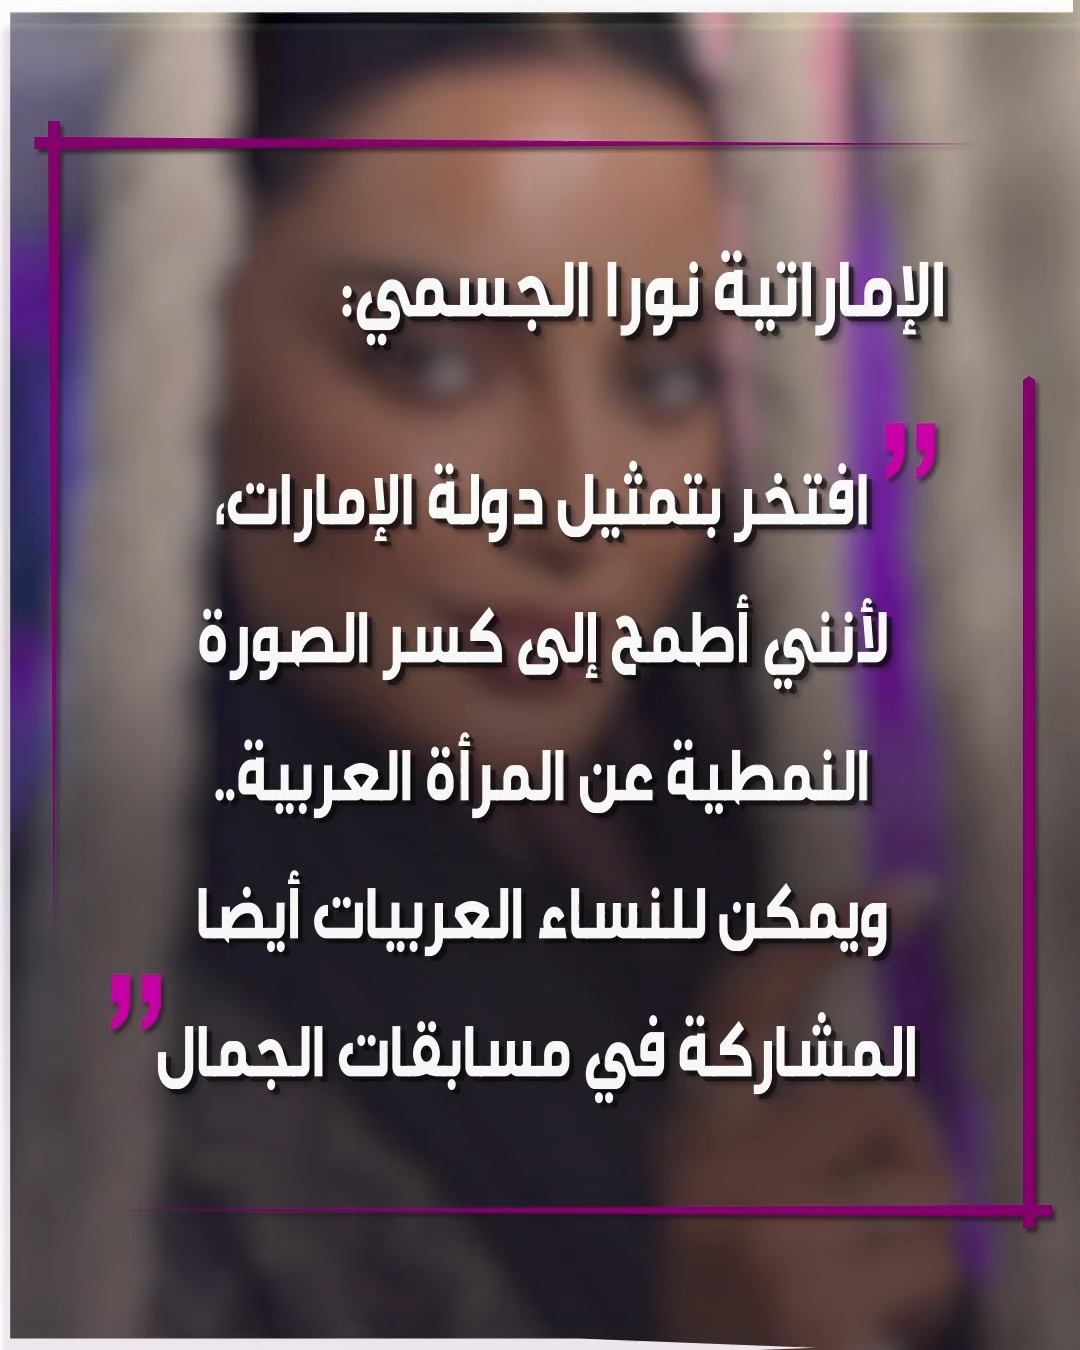 الإماراتية نورا الجسمي:
”افتخر بتمثيل دولة الإمارات،
لأنني أطمح إلى كسر الصورة
النمطية عن المرأة العربية..
ويمكن للنساء العربيات أيضا
المشاركة في مسابقات الجمال”